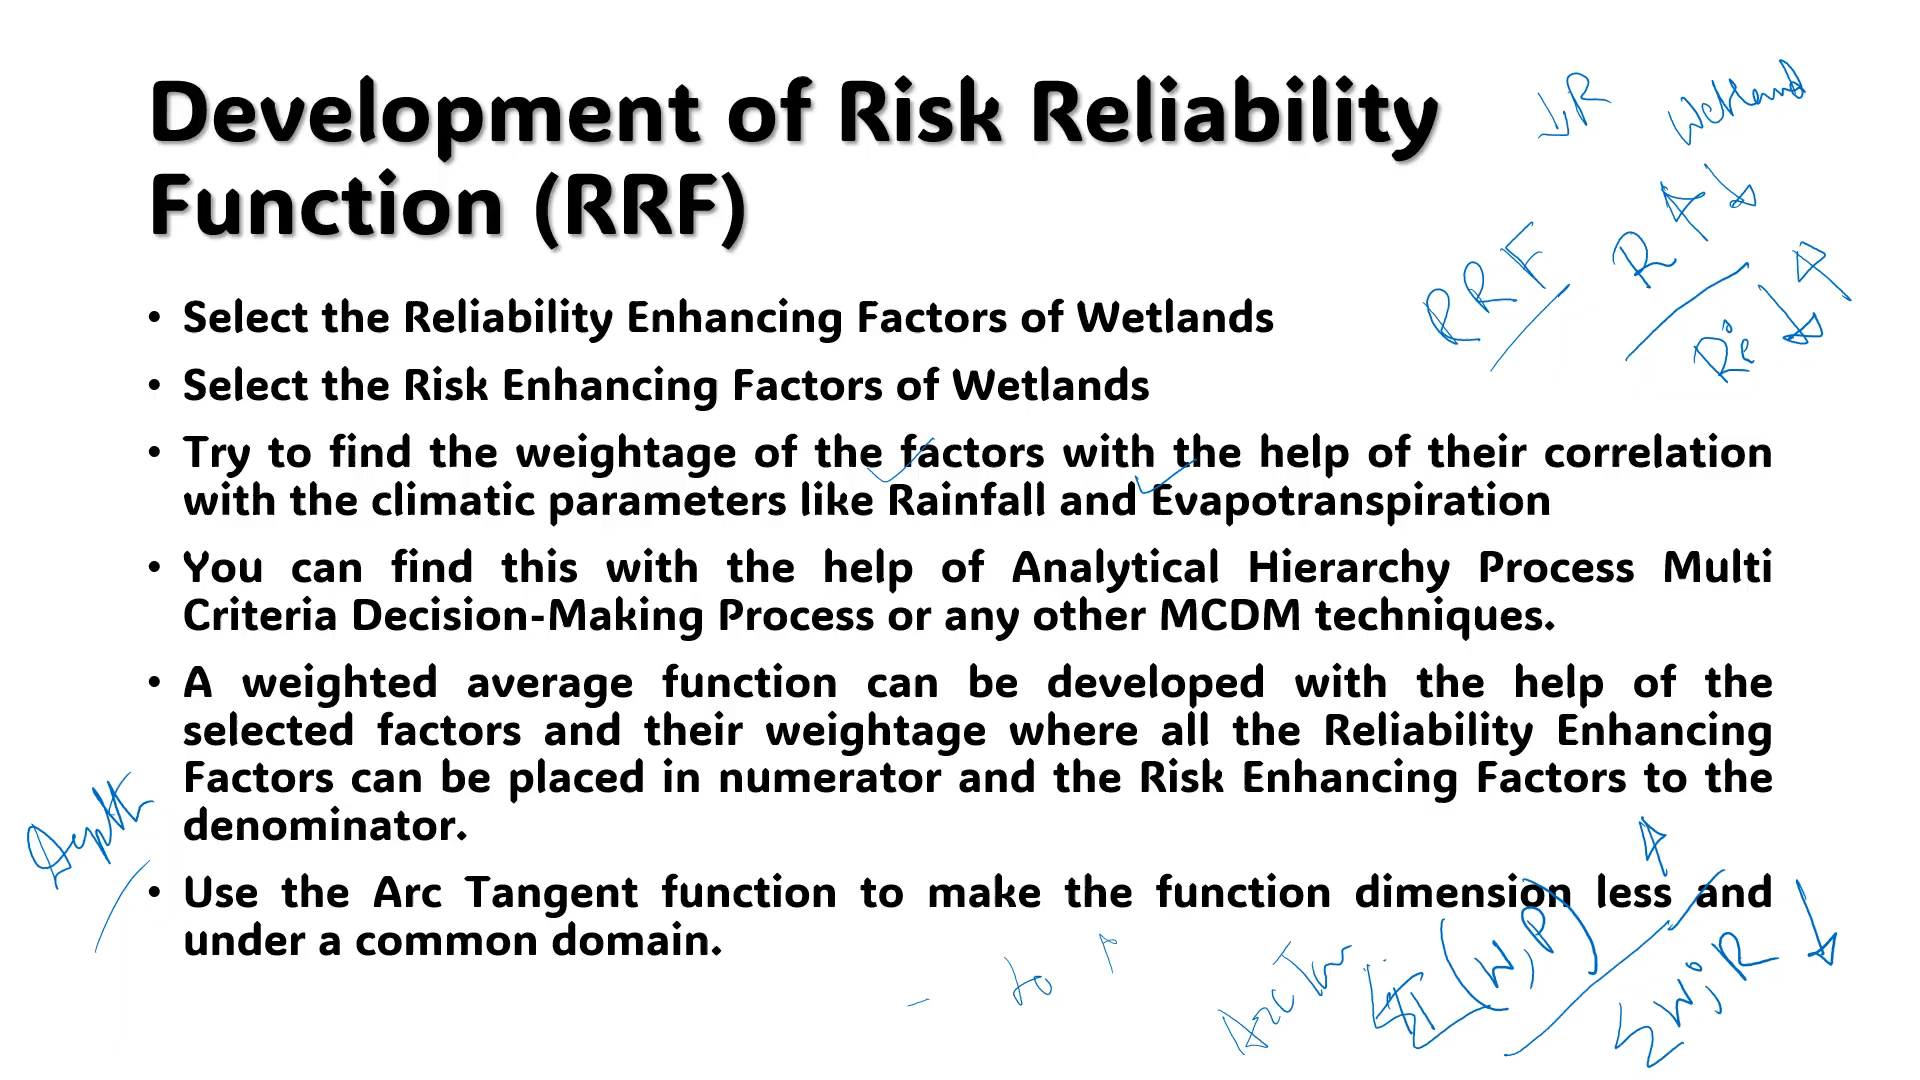 Development of Risk Reliability
Function (RRF)
↓R
Wetland
RRF
R ↑ ↓
Re ↓ ↑
• Select the Reliability Enhancing Factors of Wetlands
• Select the Risk Enhancing Factors of Wetlands
• Try to find the weightage of the factors with the help of their correlation
with the climatic parameters like Rainfall and Evapotranspiration
• You can find this with the help of Analytical Hierarchy Process Multi
Criteria Decision-Making Process or any other MCDM techniques.
• A weighted average function can be developed with the help of the
selected factors and their weightage where all the Reliability Enhancing
Factors can be placed in numerator and the Risk Enhancing Factors to the
denominator.
Depth
• Use the Arc Tangent function to make the function dimension less and
under a common domain.
- to
Arc Tan
(W, P)